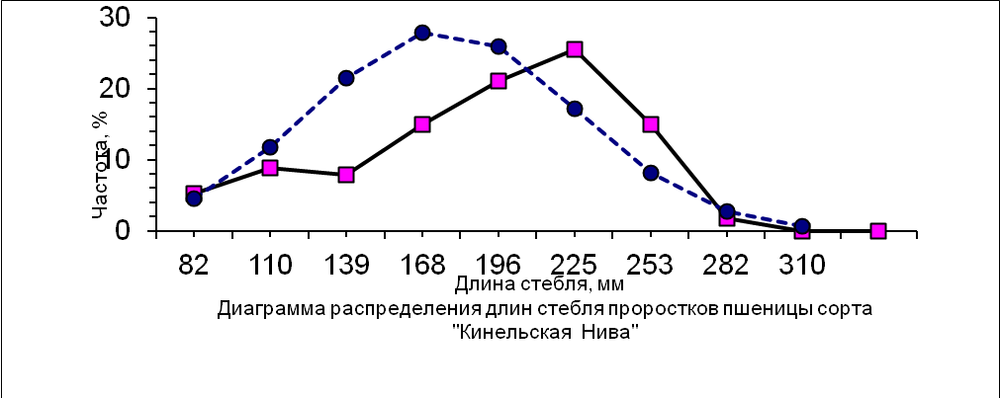 30
20
10
0
Частота, %
82 110 139 168 196 225 253 282 310
Длина стебля, мм
Диаграмма распределения длин стебля проростков пшеницы сорта
"Кинельская Нива"